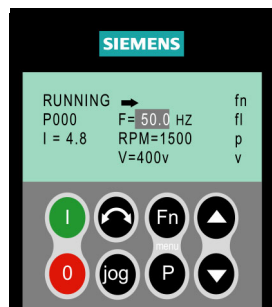 SIEMENS
RUNNING fn
P000 F= 50.0 HZ fl
I = 4.8 RPM=1500 p
V=400v v
I Fn
menu
0 jog P